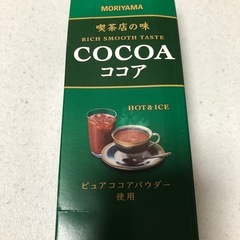 MORIYAMA
喫茶店の味
RICH SMOOTH TASTE
COCOA
ココア
HOT & ICE
ピュアココアパウダー
使用